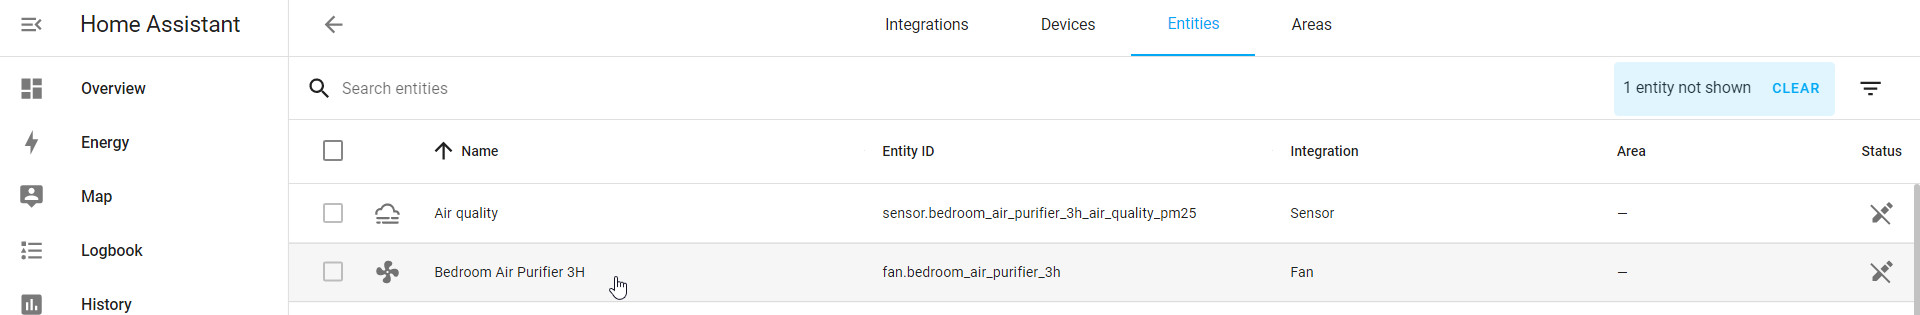 Home Assistant
Integrations Devices Entities Areas
Overview
Search entities 1 entity not shown CLEAR
Energy
Name Entity ID Integration Area Status
Map
Air quality sensor.bedroom_air_purifier_3h_air_quality_pm25 Sensor —
Logbook
Bedroom Air Purifier 3H fan.bedroom_air_purifier_3h Fan —
History